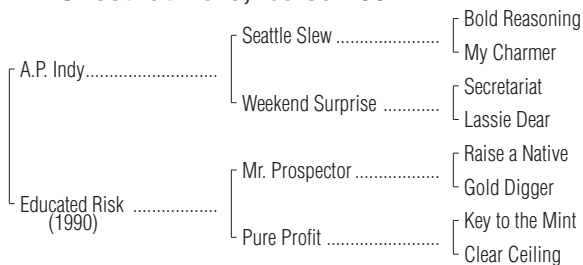 Bold Reasoning
Seattle Slew ....................
My Charmer
A.P. Indy..........................
Secretariat
Weekend Surprise ............
Lassie Dear
Raise a Native
Mr. Prospector ..................
Gold Digger
Educated Risk .................
(1990)
Key to the Mint
Pure Profit .......................
Clear Ceiling